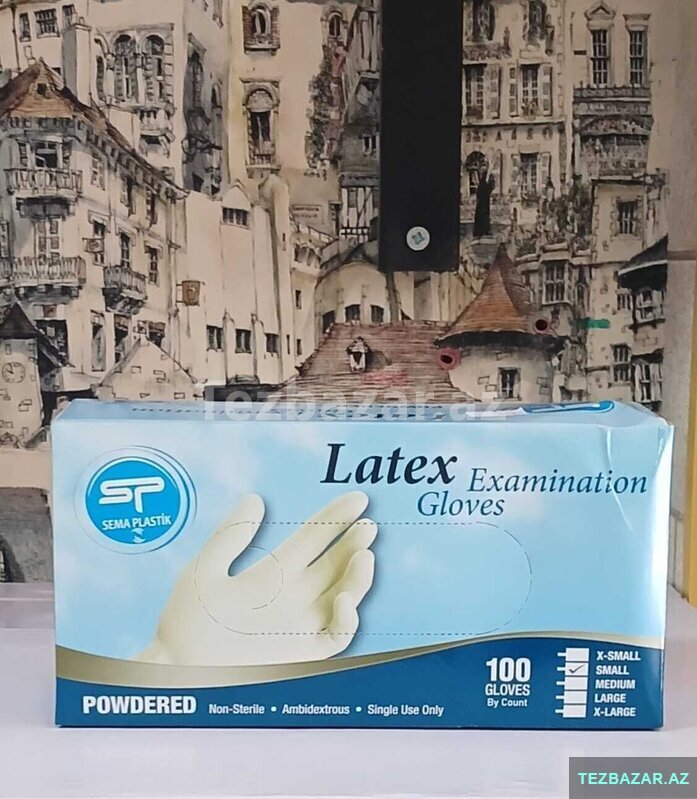 Tezbazar.az
SP
SEMA PLASTİK
Latex Examination
Gloves
100
GLOVES
By Count
X-SMALL
SMALL
MEDIUM
LARGE
X-LARGE
POWDERED Non-Sterile • Ambidextrous • Single Use Only
TEZBAZAR.AZ